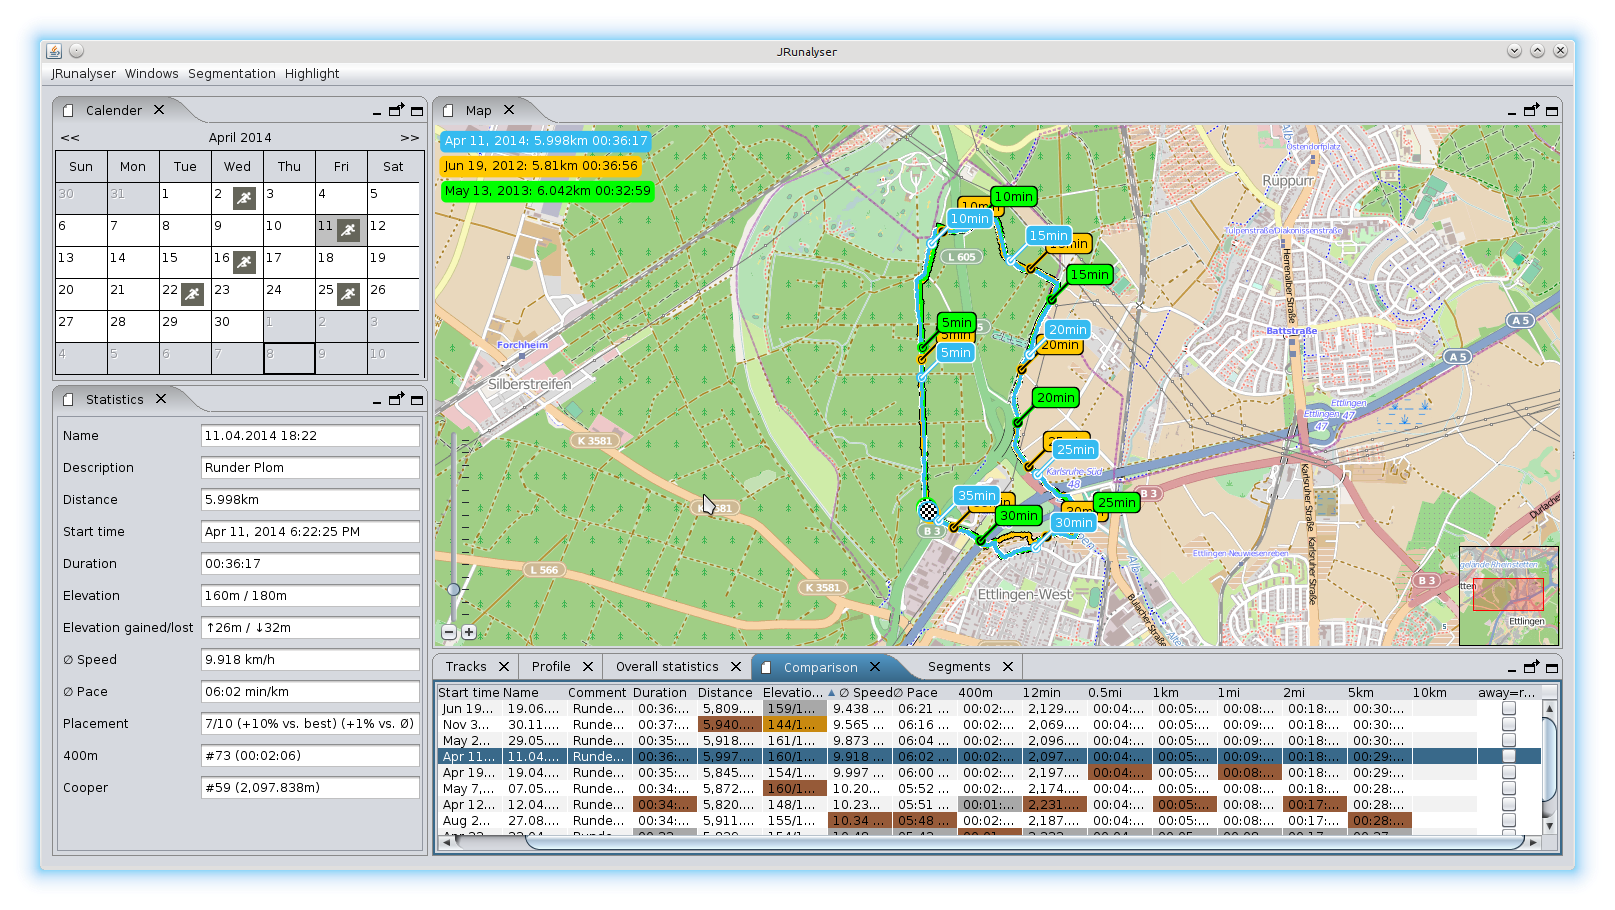 JRunalyser
JRunalyser Windows Segmentation Highlight
Calender
<< April 2014 >>
Sun Mon Tue Wed Thu Fri Sat
30 31 1 2 3 4 5
6 7 8 9 10 11 12
13 14 15 16 17 18 19
20 21 22 23 24 25 26
27 28 29 30 1 2 3
4 5 6 7 8 9 10
Statistics
Name 11.04.2014 18:22
Description Runder Plom
Distance 5.998km
Start time Apr 11, 2014 6:22:25 PM
Duration 00:36:17
Elevation 160m / 180m
Elevation gained/lost ↑26m / ↓32m
∅ Speed 9.918 km/h
∅ Pace 06:02 min/km
Placement 7/10 (+10% vs. best) (+1% vs. Ø)
400m #73 (00:02:06)
Cooper #59 (2,097.838m)
Map
Apr 11, 2014: 5.998km 00:36:17
Jun 19, 2012: 5.81km 00:36:56
May 13, 2013: 6.042km 00:32:59
Ostendorfplatz
Rüppurr
10min
10min
10min
Tulpenstraße/Diakonissenstraße
15min
15min
L 605
15min
Herrenalber Straße
5min
5min
5min
20min
20min
Battstraße
A 5
A 5
Forchheim
Silberstreifen
20min
Ettlingen
Ettlingen 47
47
K 3581
25min
25min
Karlsruhe Süd
48
B 3
Karlsruher Straße
Karlsruher Straße
35min
30min
25min
30min
30min
B 3
Ettlingen-Neuwiesenreben
L 566
K 3581
B 3
Ettlingen-West
Bulacher Straße
Ettlingen
Tracks Profile Overall statistics Comparison Segments
Start time Name Comment Duration Distance Elevatio... ∅ Speed ∅ Pace 400m 12min 0.5mi 1km 1mi 2mi 5km 10km away=r...
Jun 19... 19.06.... Runde... 00:36:... 5,809.... 159/1... 9.438 ... 06:21 ... 00:02:... 2,129.... 00:04:... 00:05:... 00:08:... 00:18:... 00:30:...
Nov 3... 30.11.... Runde... 00:37:... 5,940.... 144/1... 9.565 ... 06:16 ... 00:02:... 2,069.... 00:04:... 00:05:... 00:09:... 00:18:... 00:30:...
May 2... 29.05.... Runde... 00:35:... 5,918.... 161/1... 9.873 ... 06:04 ... 00:02:... 2,096.... 00:04:... 00:05:... 00:09:... 00:18:... 00:30:...
Apr 11... 11.04.... Runde... 00:36:... 5,997.... 160/1... 9.918 ... 06:02 ... 00:02:... 2,097.... 00:04:... 00:05:... 00:09:... 00:18:... 00:29:...
Apr 19... 19.04.... Runde... 00:35:... 5,845.... 154/1... 9.997 ... 06:00 ... 00:02:... 2,197.... 00:04:... 00:05:... 00:08:... 00:18:... 00:29:...
May 7,... 07.05.... Runde... 00:34:... 5,872.... 160/1... 10.20... 05:52 ... 00:02:... 2,174.... 00:04:... 00:05:... 00:08:... 00:18:... 00:28:...
Apr 12... 12.04.... Runde... 00:34:... 5,820.... 148/1... 10.23... 05:51 ... 00:01:... 2,231.... 00:04:... 00:05:... 00:08:... 00:17:... 00:28:...
Aug 2... 27.08.... Runde... 00:34:... 5,911.... 155/1... 10.34 ... 05:48 ... 00:02:... 2,187.... 00:04:... 00:05:... 00:08:... 00:17:... 00:28:...